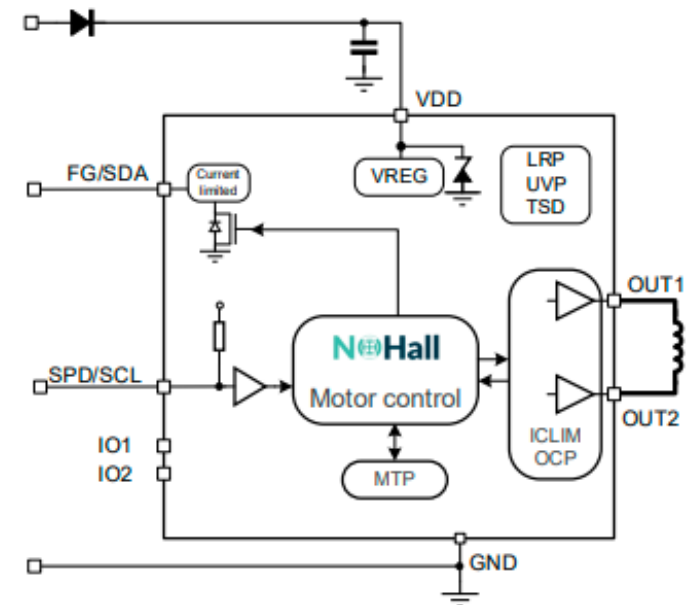 VDD
FG/SDA
Current
limited
VREG
LRP
UVP
TSD
OUT1
NoHall
Motor control
SPD/SCL
OUT2
ICLIM
OCP
IO1
IO2
MTP
GND